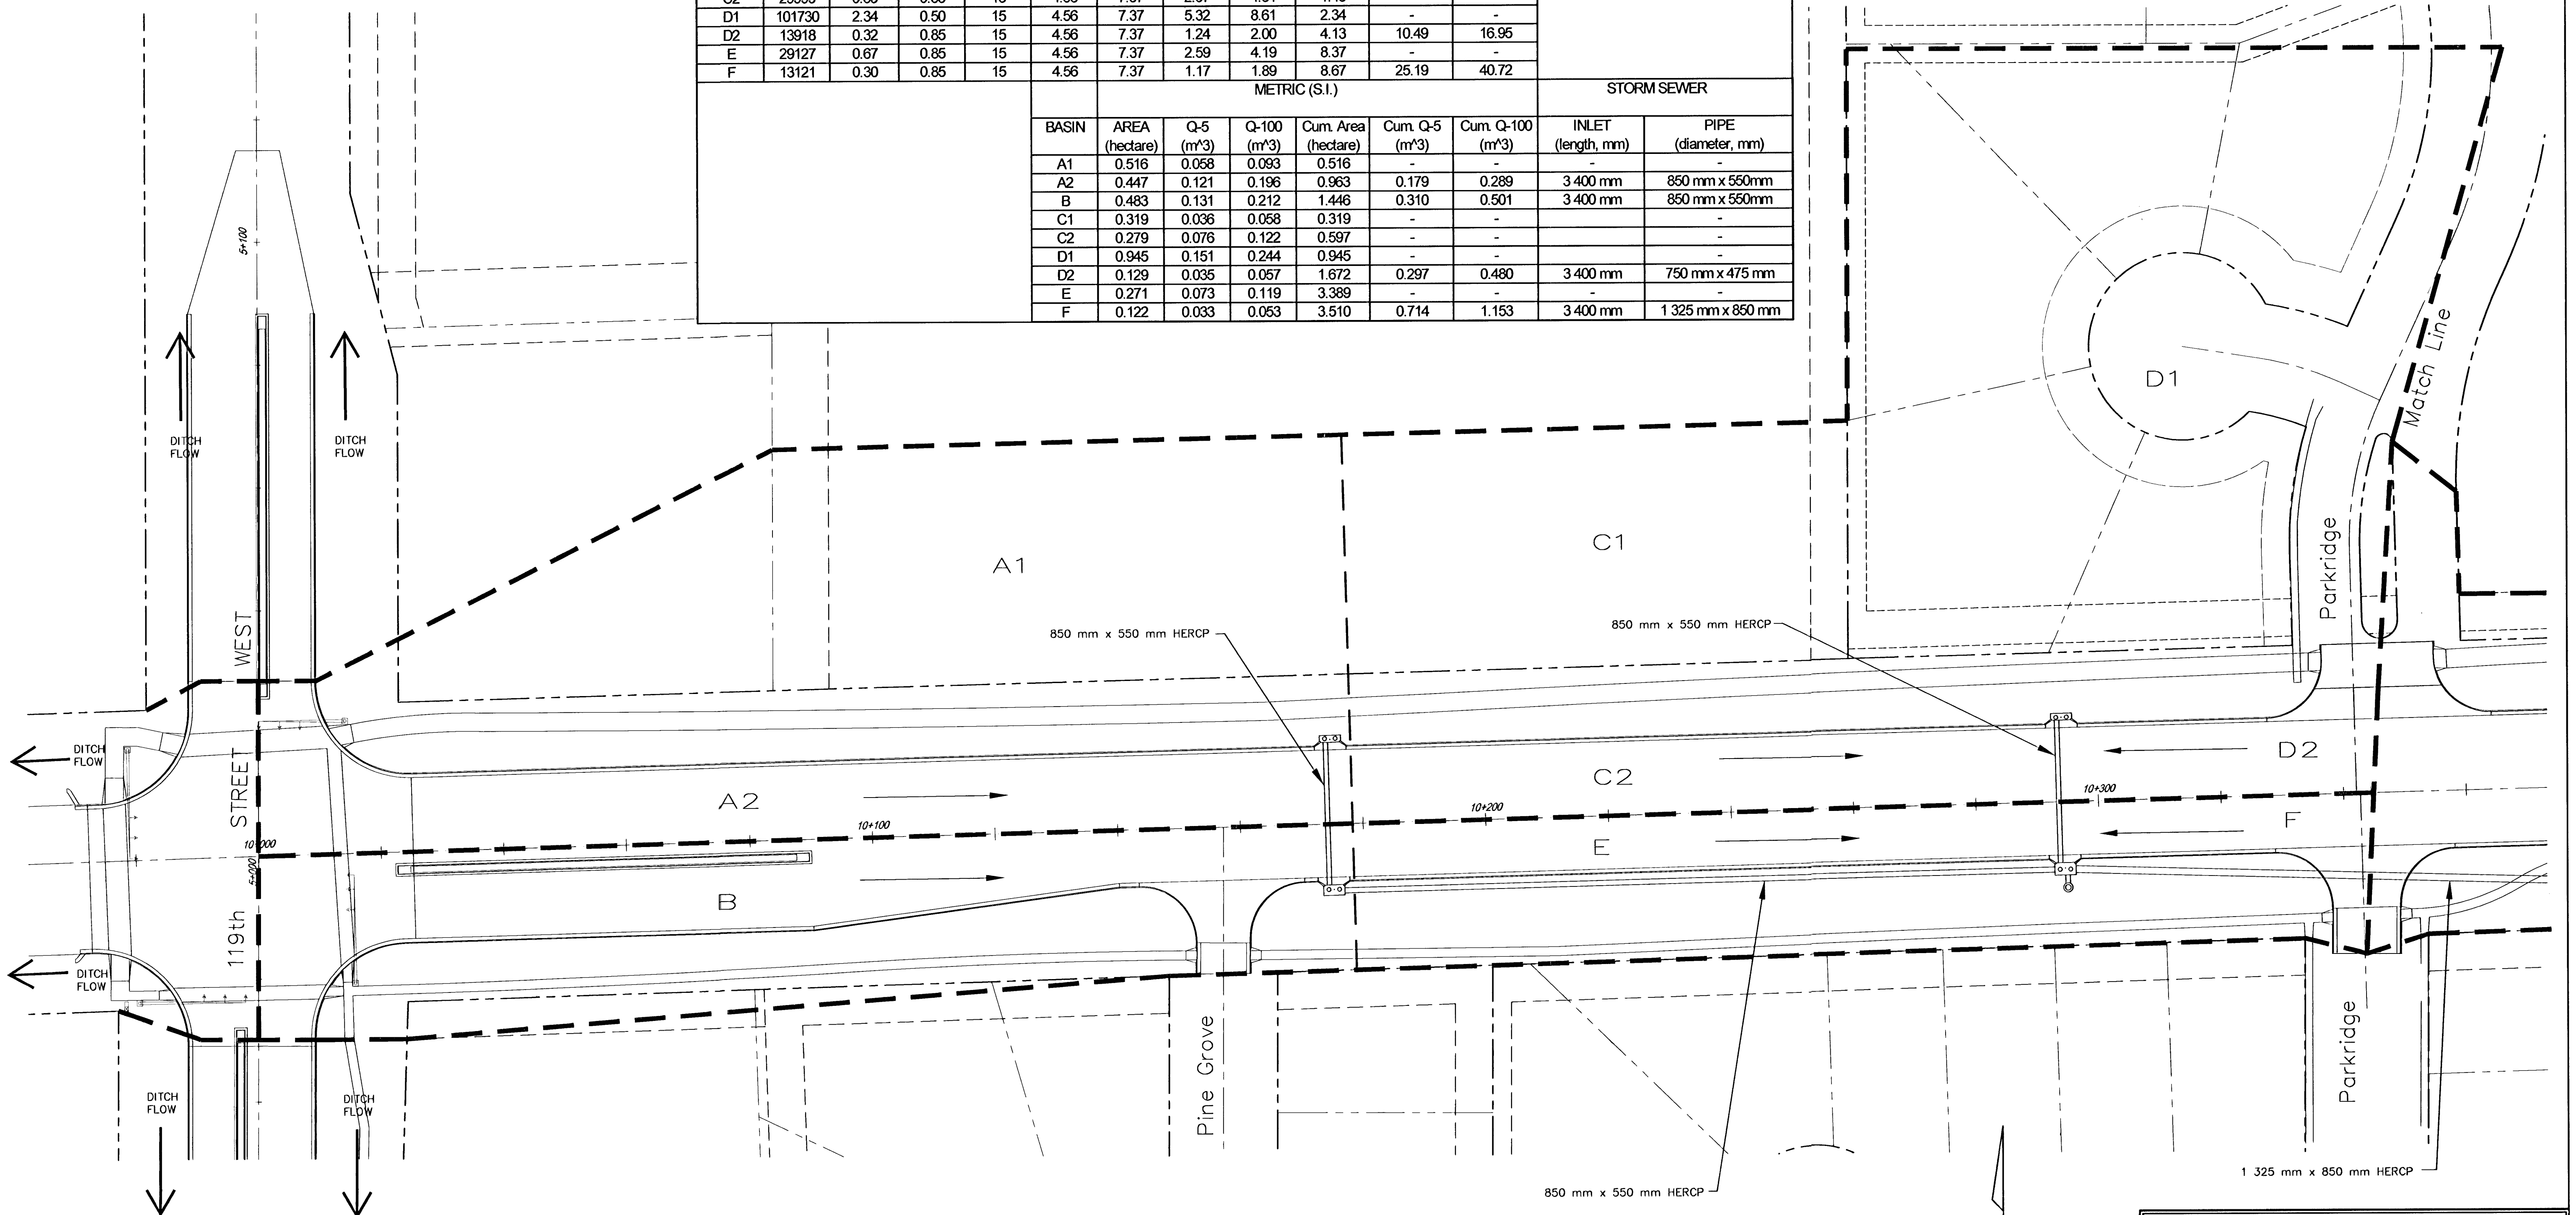 D1 101730 2.34 0.50 15 4.56 7.37 5.32 8.61 2.34 - -
D2 13918 0.32 0.85 15 4.56 7.37 1.24 2.00 4.13 10.49 16.95
E 29127 0.67 0.85 15 4.56 7.37 2.59 4.19 8.37 - -
F 13121 0.30 0.85 15 4.56 7.37 1.17 1.89 8.67 25.19 40.72
METRIC (S.I.) STORM SEWER
BASIN AREA Q-5 Q-100 Cum. Area Cum. Q-5 Cum. Q-100 INLET PIPE
(hectare) (m^3) (m^3) (hectare) (m^3) (m^3) (length, mm) (diameter, mm)
A1 0.516 0.058 0.093 0.516 - - - -
A2 0.447 0.121 0.196 0.963 0.179 0.289 3 400 mm 850 mm x 550mm
B 0.483 0.131 0.212 1.446 0.310 0.501 3 400 mm 850 mm x 550mm
C1 0.319 0.036 0.058 0.319 - - -
C2 0.279 0.076 0.122 0.597 - - -
D1 0.945 0.151 0.244 0.945 - - - -
D2 0.129 0.035 0.057 1.672 0.297 0.480 3 400 mm 750 mm x 475 mm
E 0.271 0.073 0.119 3.389 - - - -
F 0.122 0.033 0.053 3.510 0.714 1.153 3 400 mm 1 325 mm x 850 mm
5+100
DITCH
FLOW
DITCH
FLOW
D1
Match Line
A1
C1
Parkridge
850 mm x 550 mm HERCP
850 mm x 550 mm HERCP
119th STREET WEST
DITCH
FLOW
D2
C2
A2
10+300
10+200
10+100
F
E
10+000
5+000
B
DITCH
FLOW
Pine Grove
Parkridge
DITCH
FLOW
DITCH
FLOW
1 325 mm x 850 mm HERCP
850 mm x 550 mm HERCP